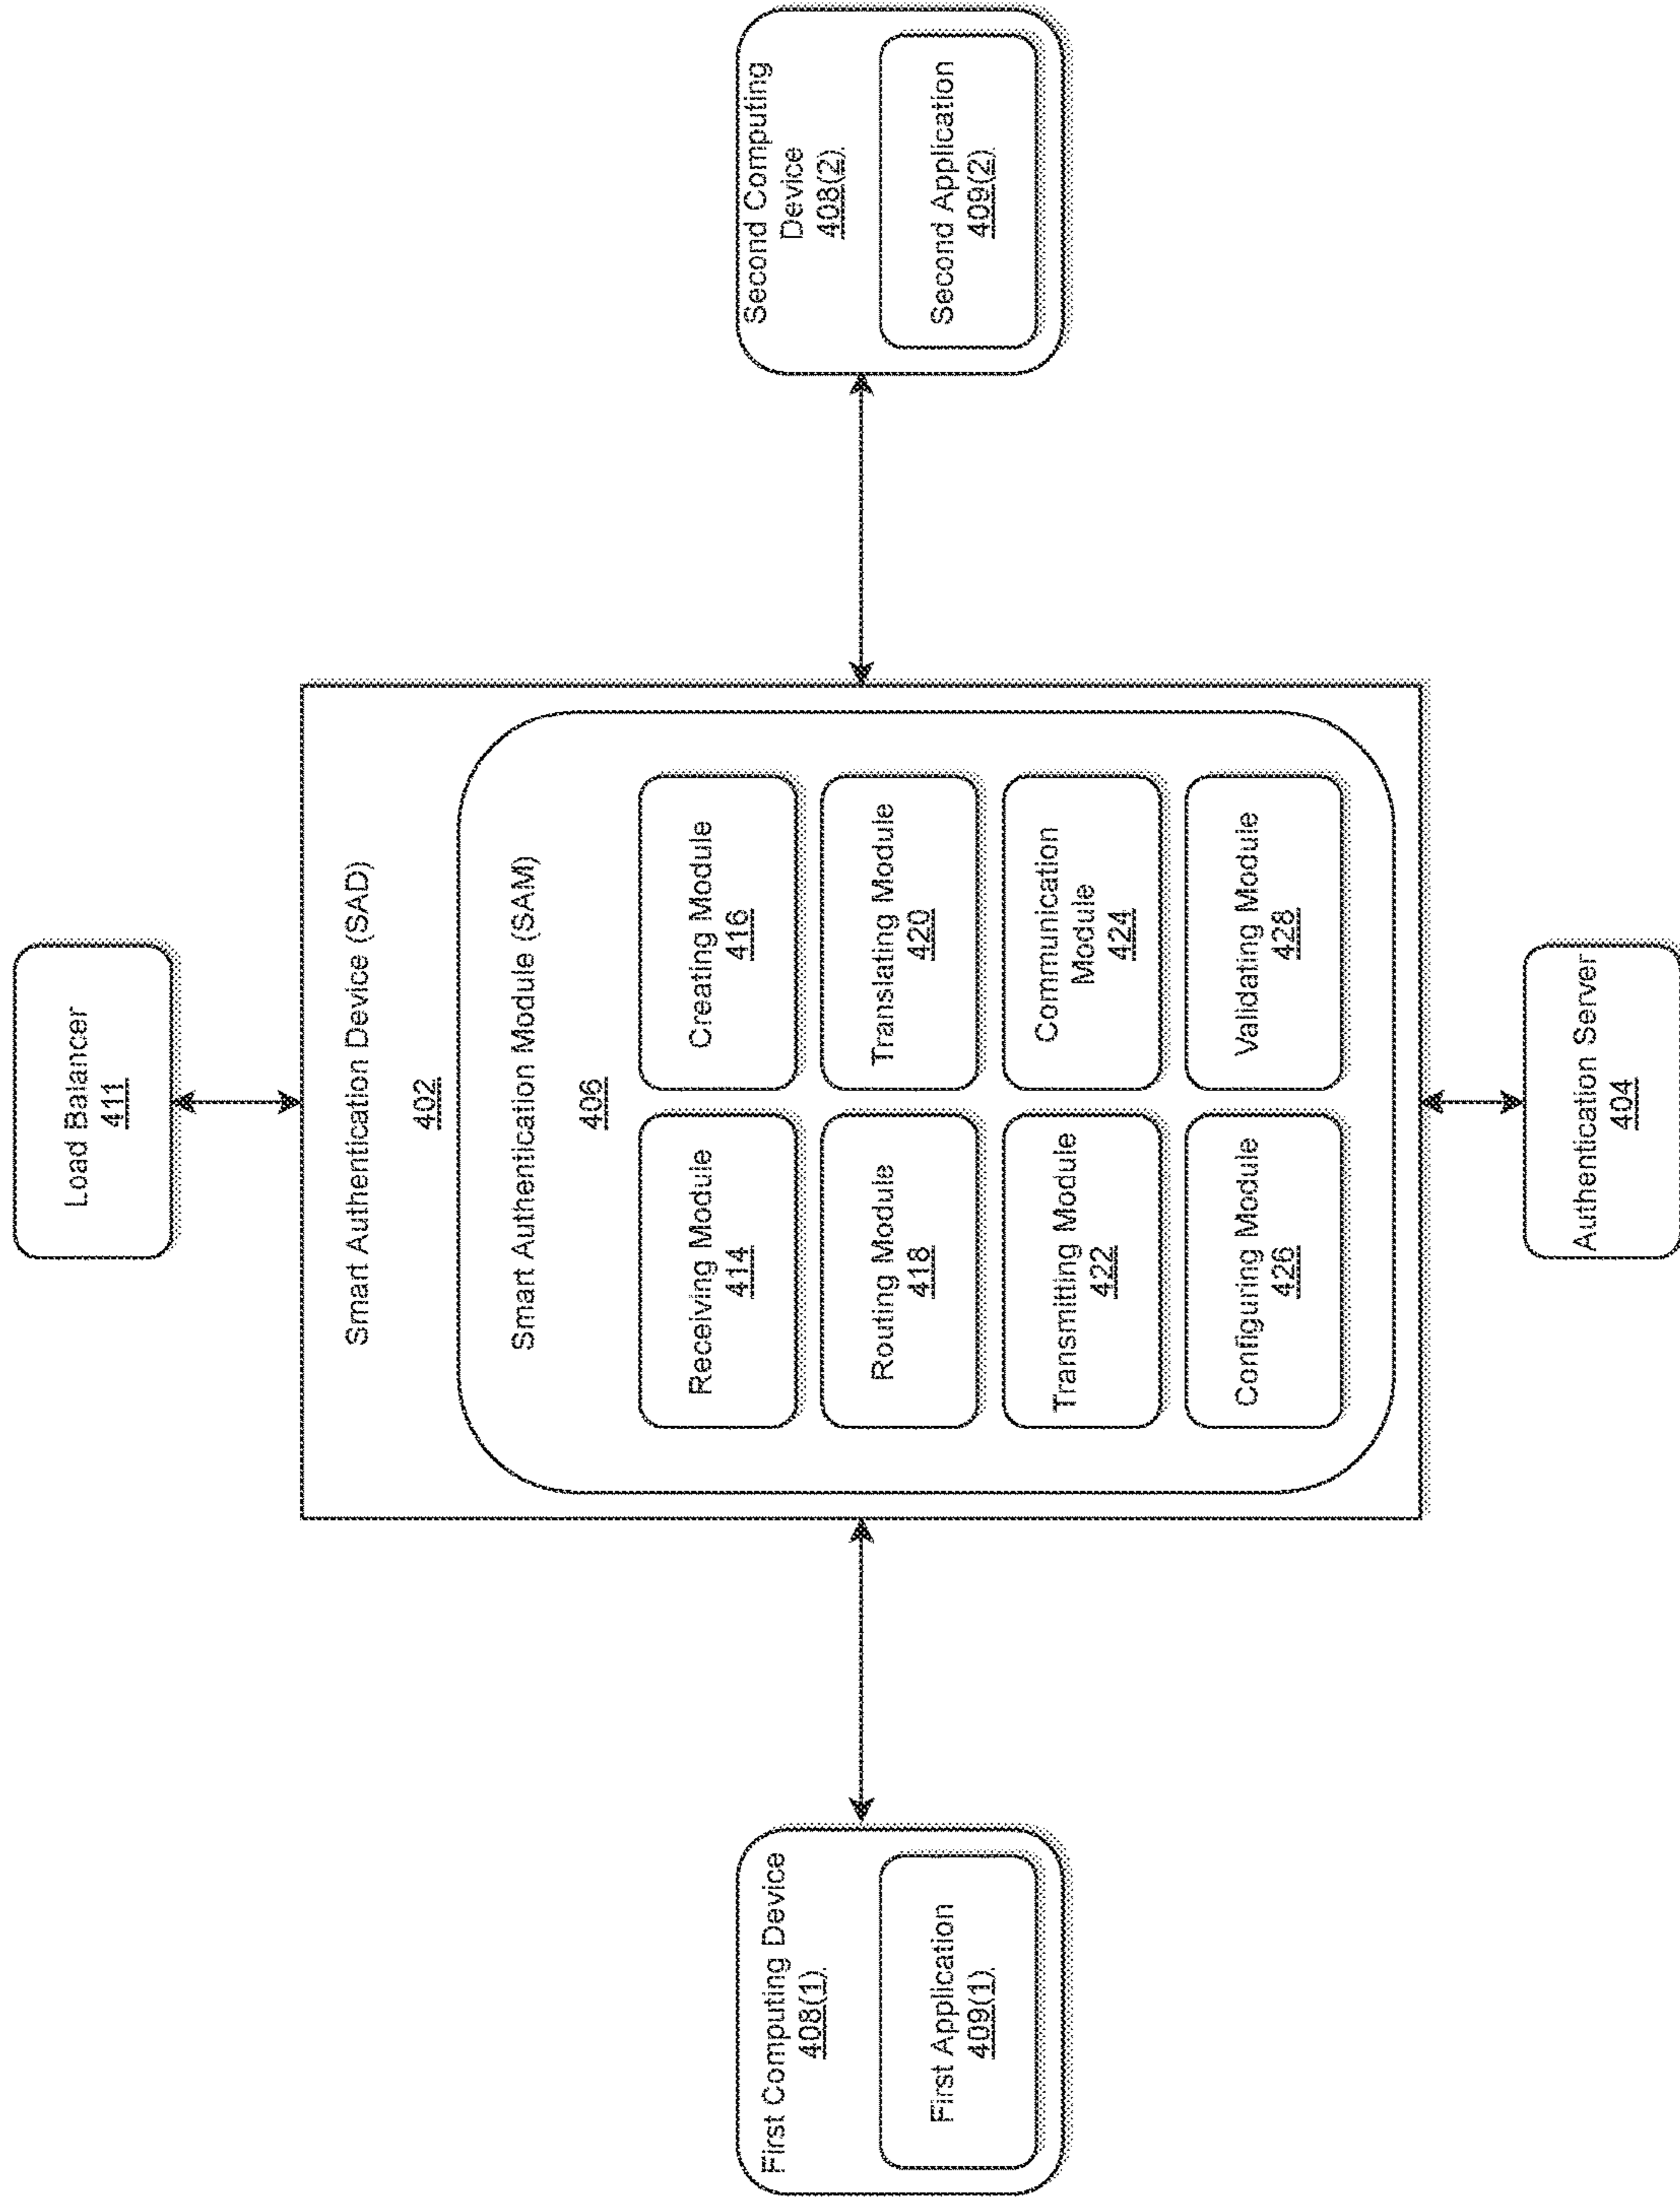 Load Balancer
411
Smart Authentication Device (SAD)
402
Smart Authentication Module (SAM)
406
Receiving Module
414
Creating Module
416
Routing Module
418
Translating Module
420
Transmitting Module
422
Communication
Module
424
Configuring Module
426
Validating Module
428
First Computing Device
408(1)
First Application
409(1)
Second Computing
Device
408(2)
Second Application
409(2)
Authentication Server
404